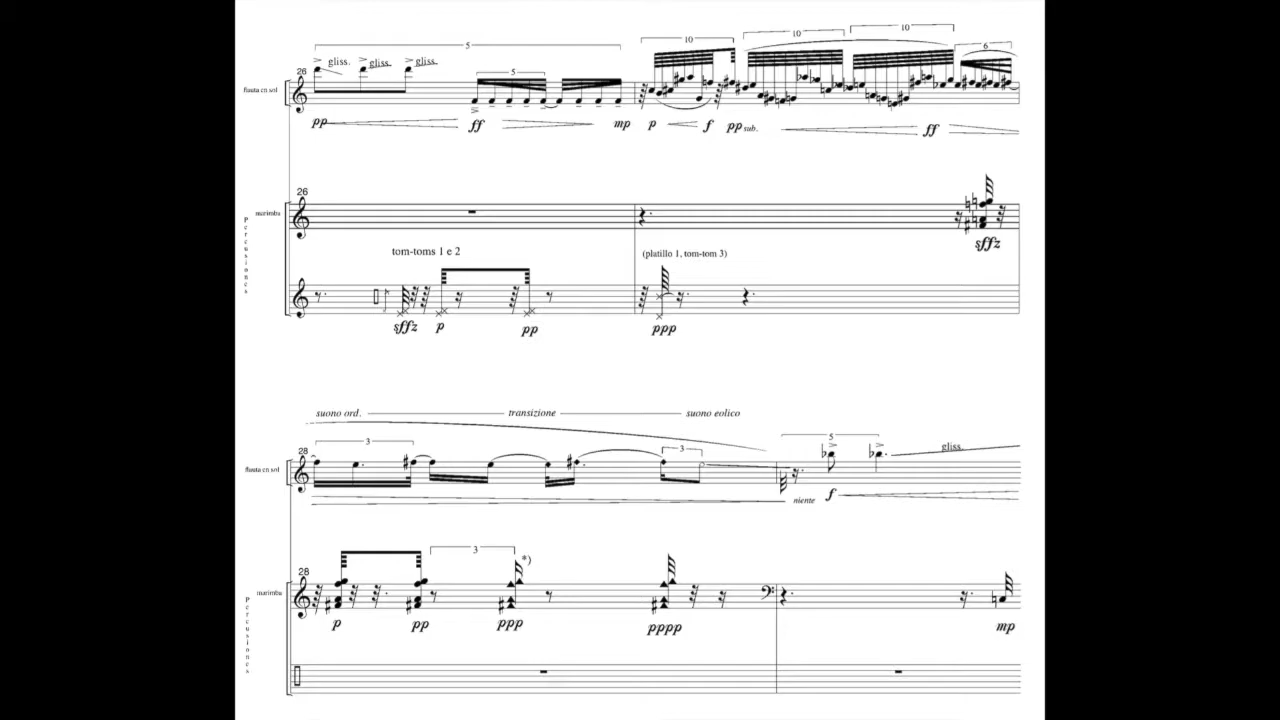 5
26
gliss. gliss. gliss.
5
10
10
10
6
flauta en sol
pp
ff
mp
p
f
pp sub.
ff
26
marimba
sffz
Percusiones
tom-toms 1 e 2
(platillo 1, tom-tom 3)
sffz
p
pp
ppp
suono ord.
transizione
suono eolico
28
3
3
5
gliss.
flauta en sol
niente
f
28
3
*)
marimba
p
pp
ppp
pppp
mp
Percusiones